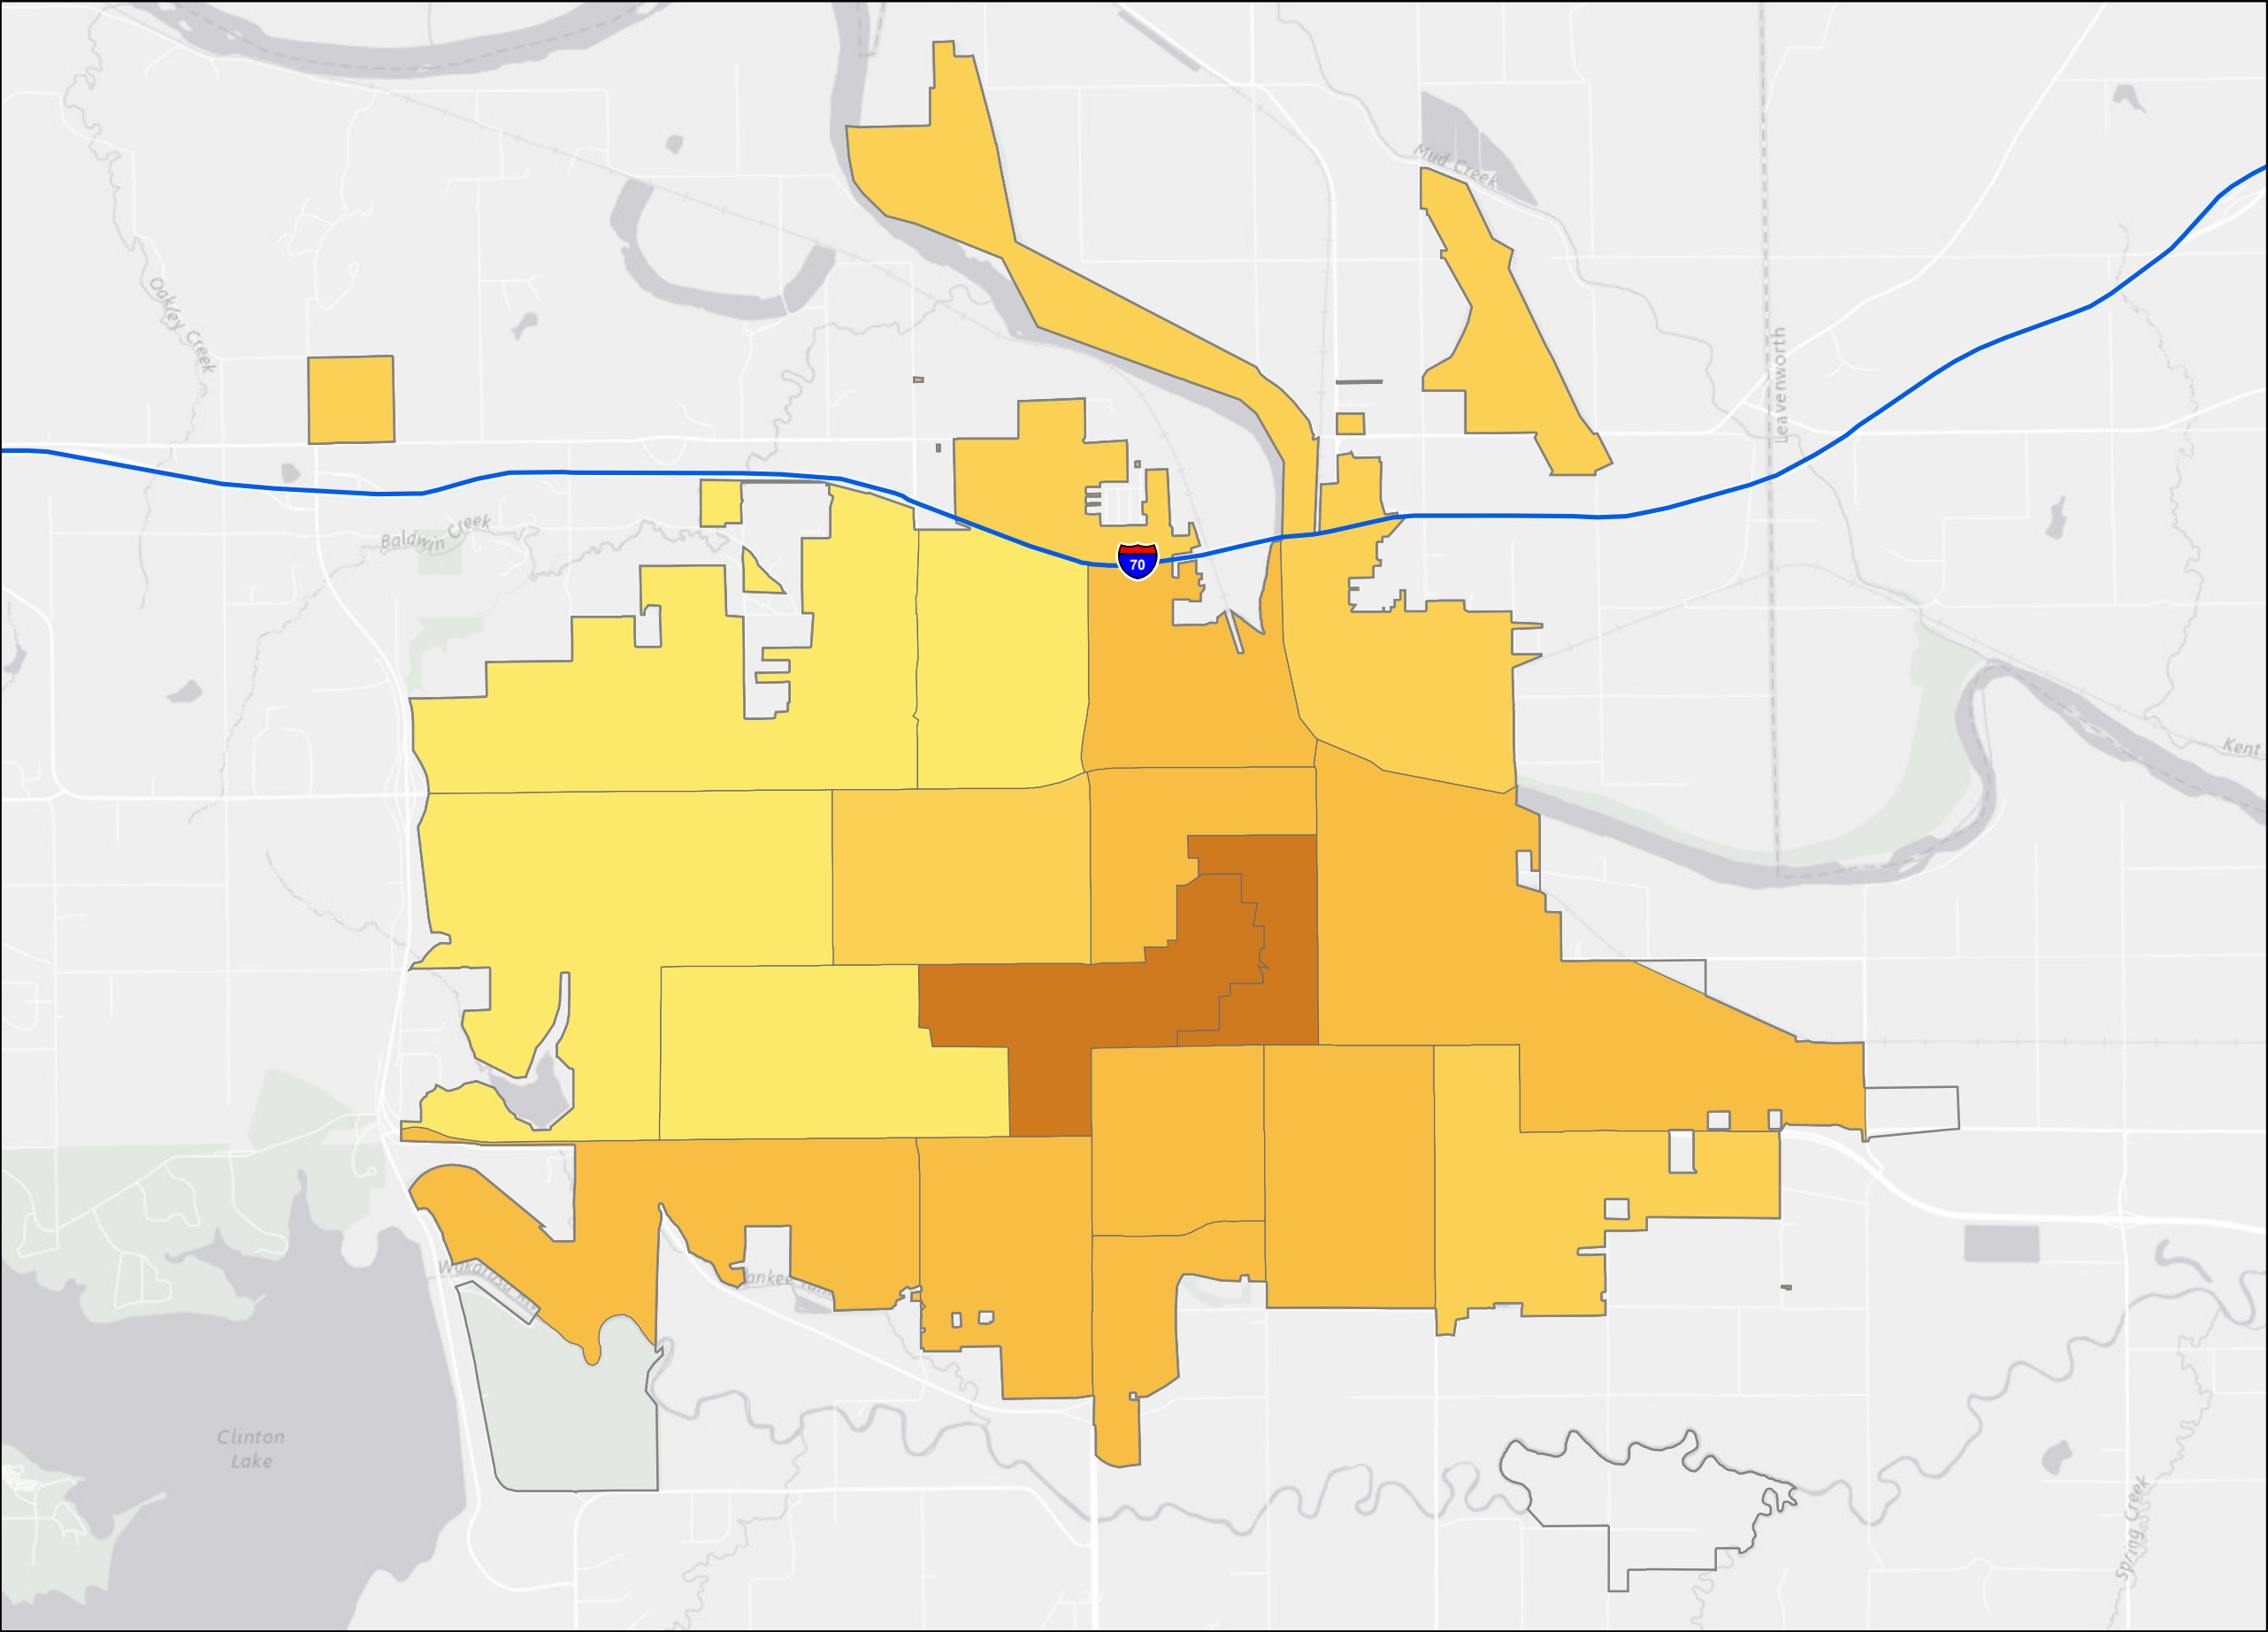 Mud Creek
Oakley Creek
Leavenworth
Baldwin Creek
70
Kent
Clinton
Lake
Spring Creek